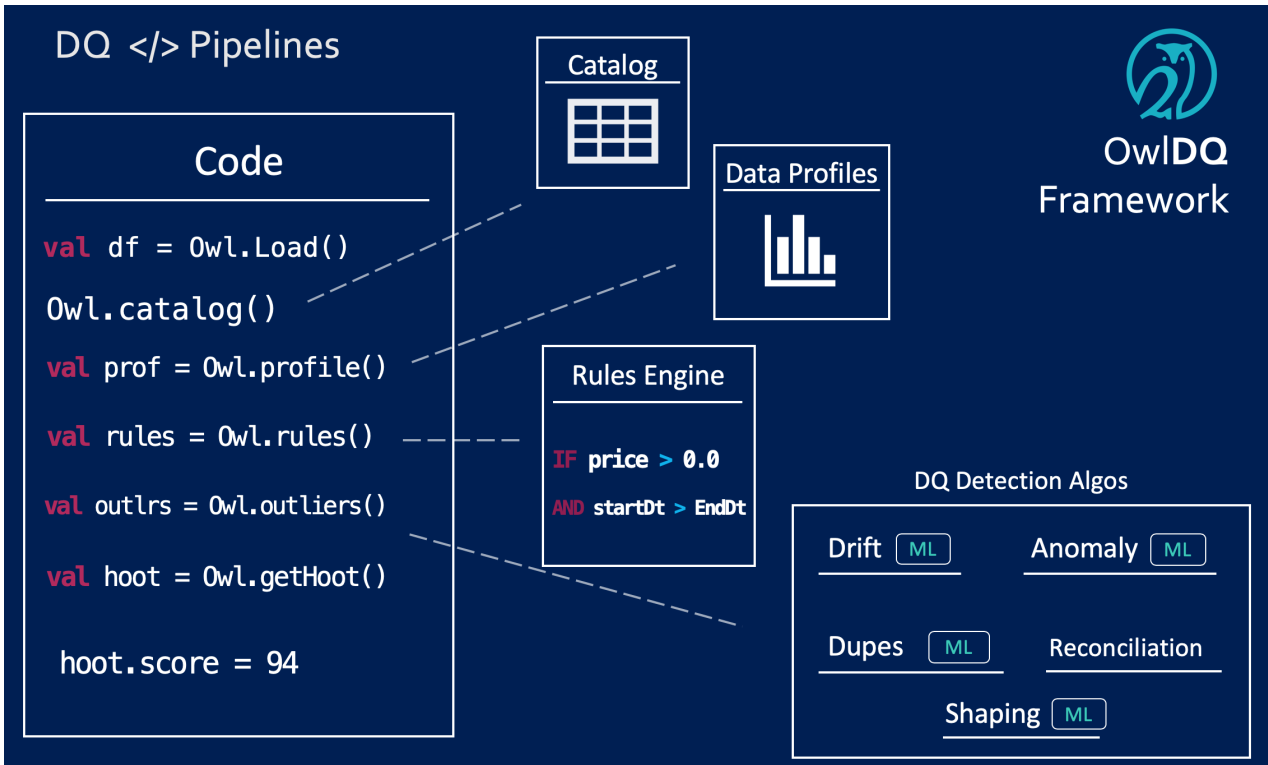 DQ </> Pipelines
Code
val df = Owl.Load()
Owl.catalog()
val prof = Owl.profile()
val rules = Owl.rules()
val outlrs = Owl.outliers()
val hoot = Owl.getHoot()
hoot.score = 94
Catalog
Data Profiles
Rules Engine
IF price > 0.0
AND startDt > EndDt
OwlDQ
Framework
DQ Detection Algos
Drift ML
Anomaly ML
Dupes ML
Reconciliation
Shaping ML